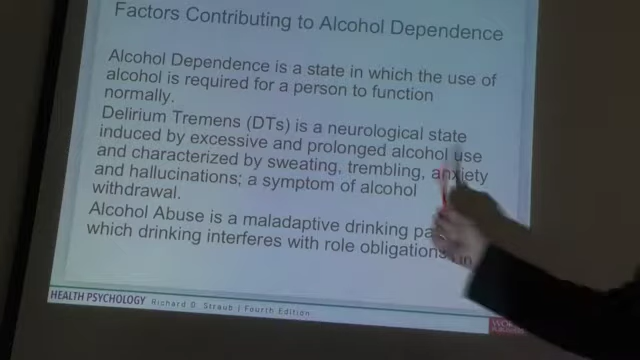 Factors Contributing to Alcohol Dependence
Alcohol Dependence is a state in which the use of
alcohol is required for a person to function
normally.
Delirium Tremens (DTs) is a neurological state
induced by excessive and prolonged alcohol use
and characterized by sweating, trembling, anxiety
and hallucinations; a symptom of alcohol
withdrawal.
Alcohol Abuse is a maladaptive drinking
which drinking interferes with role obligations
HEALTH PSYCHOLOGY Richard O. Straub | Fourth Edition